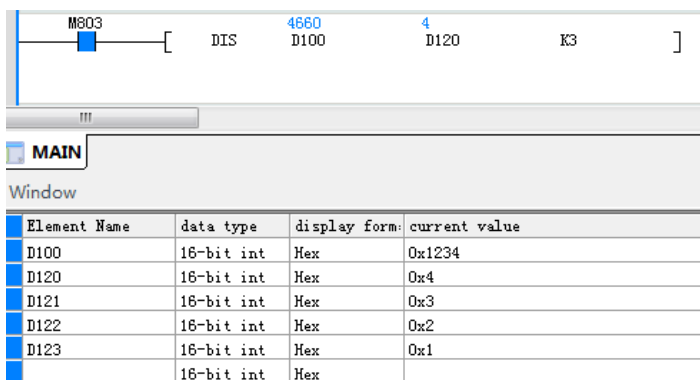 M803 4660 4
[ DIS D100 D120 K3 ]
MAIN
Window
Element Name data type display form: current value
D100 16-bit int Hex 0x1234
D120 16-bit int Hex 0x4
D121 16-bit int Hex 0x3
D122 16-bit int Hex 0x2
D123 16-bit int Hex 0x1
16-bit int Hex